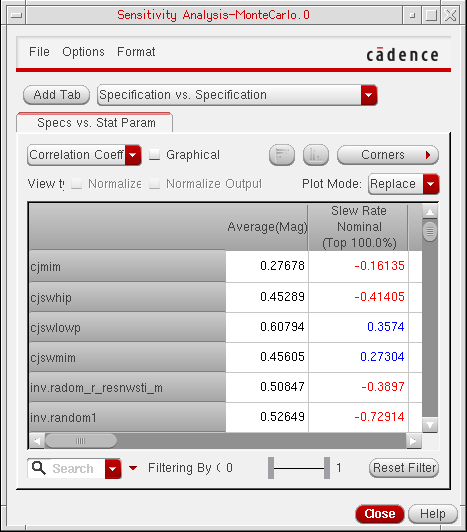 Sensitivity Analysis-MonteCarlo.0
File Options Format
cādence
Add Tab Specification vs. Specification
Specs vs. Stat Param
Correlation Coeff Graphical Corners
View ty Normalize Normalize Output Plot Mode: Replace
Average(Mag) Slew Rate
Nominal
(Top 100.0%)
cjmim 0.27678 -0.16135
cjswhip 0.45289 -0.41405
cjswlowp 0.60794 0.3574
cjswmim 0.45605 0.27304
inv.radom_r_resnwsti_m 0.50847 -0.3897
inv.random1 0.52649 -0.72914
Search Filtering By ( 0 1 Reset Filter
Close Help